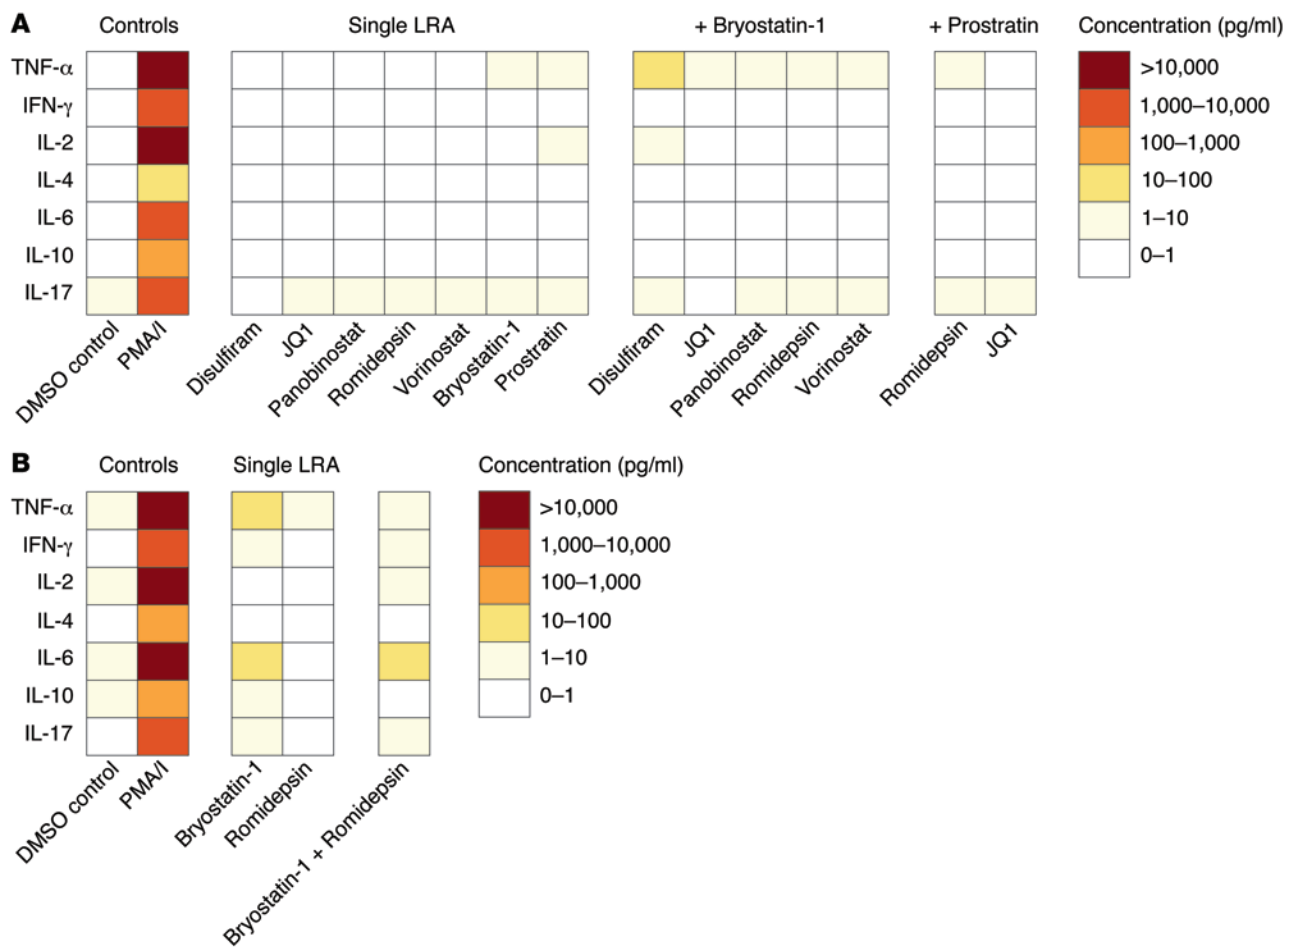 A
Controls
Single LRA
+ Bryostatin-1
+ Prostratin
Concentration (pg/ml)
TNF-α
IFN-γ
IL-2
IL-4
IL-6
IL-10
IL-17
>10,000
1,000–10,000
100–1,000
10–100
1–10
0–1
DMSO control
PMA/I
Disulfiram
JQ1
Panobinostat
Romidepsin
Vorinostat
Bryostatin-1
Prostratin
Disulfiram
JQ1
Panobinostat
Romidepsin
Vorinostat
Romidepsin
JQ1
B
Controls
Single LRA
Concentration (pg/ml)
TNF-α
IFN-γ
IL-2
IL-4
IL-6
IL-10
IL-17
>10,000
1,000–10,000
100–1,000
10–100
1–10
0–1
DMSO control
PMA/I
Bryostatin-1
Romidepsin
Bryostatin-1 + Romidepsin